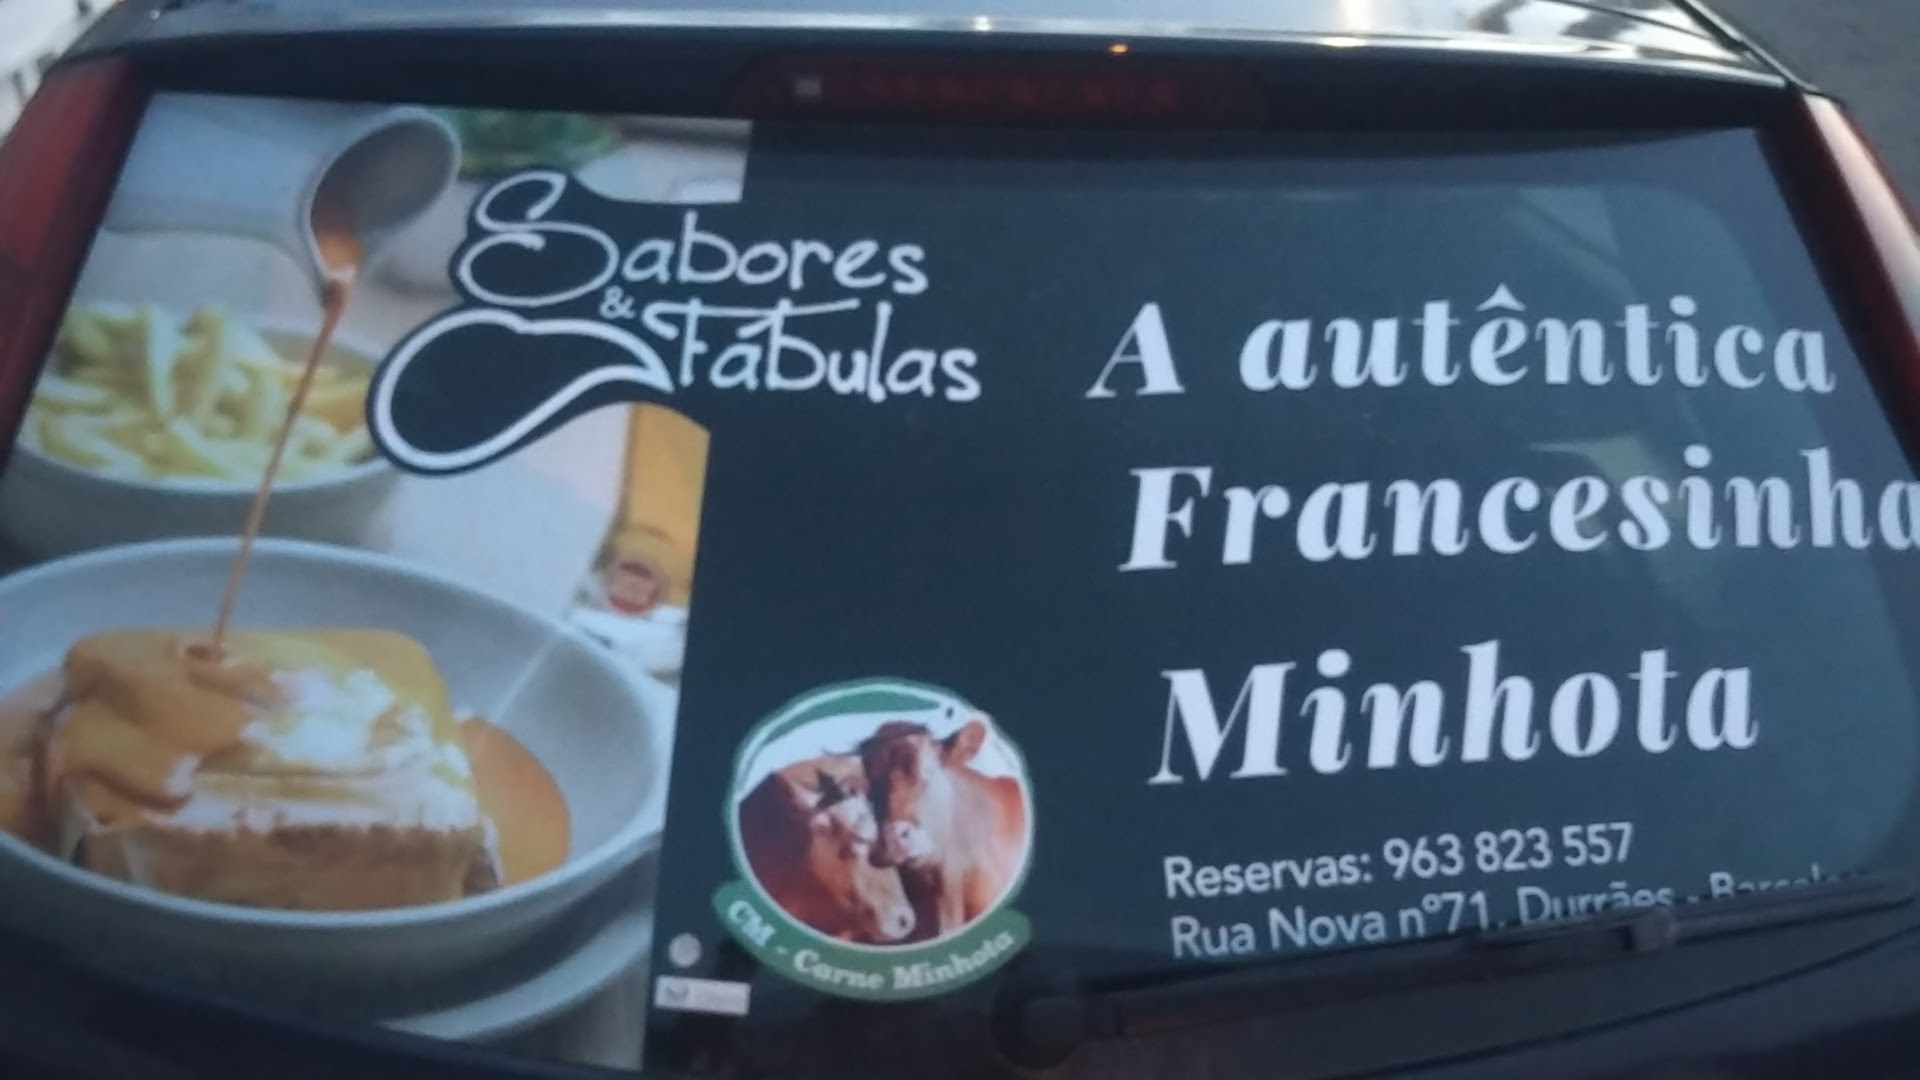 Sabores
& Fábulas
A autêntica
Francesinha
Minhota
CM - Carne Minhota
Reservas: 963 823 557
Rua Nova nº71, Durrães -